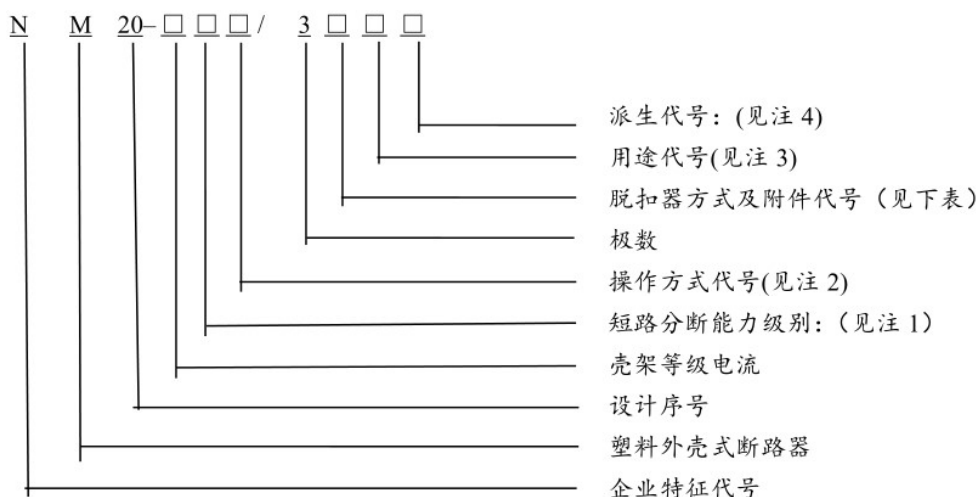 N M 20-□□□/ 3□□□
派生代号：(见注 4)
用途代号(见注 3)
脱扣器方式及附件代号（见下表）
极数
操作方式代号(见注 2)
短路分断能力级别：（见注 1）
壳架等级电流
设计序号
塑料外壳式断路器
企业特征代号